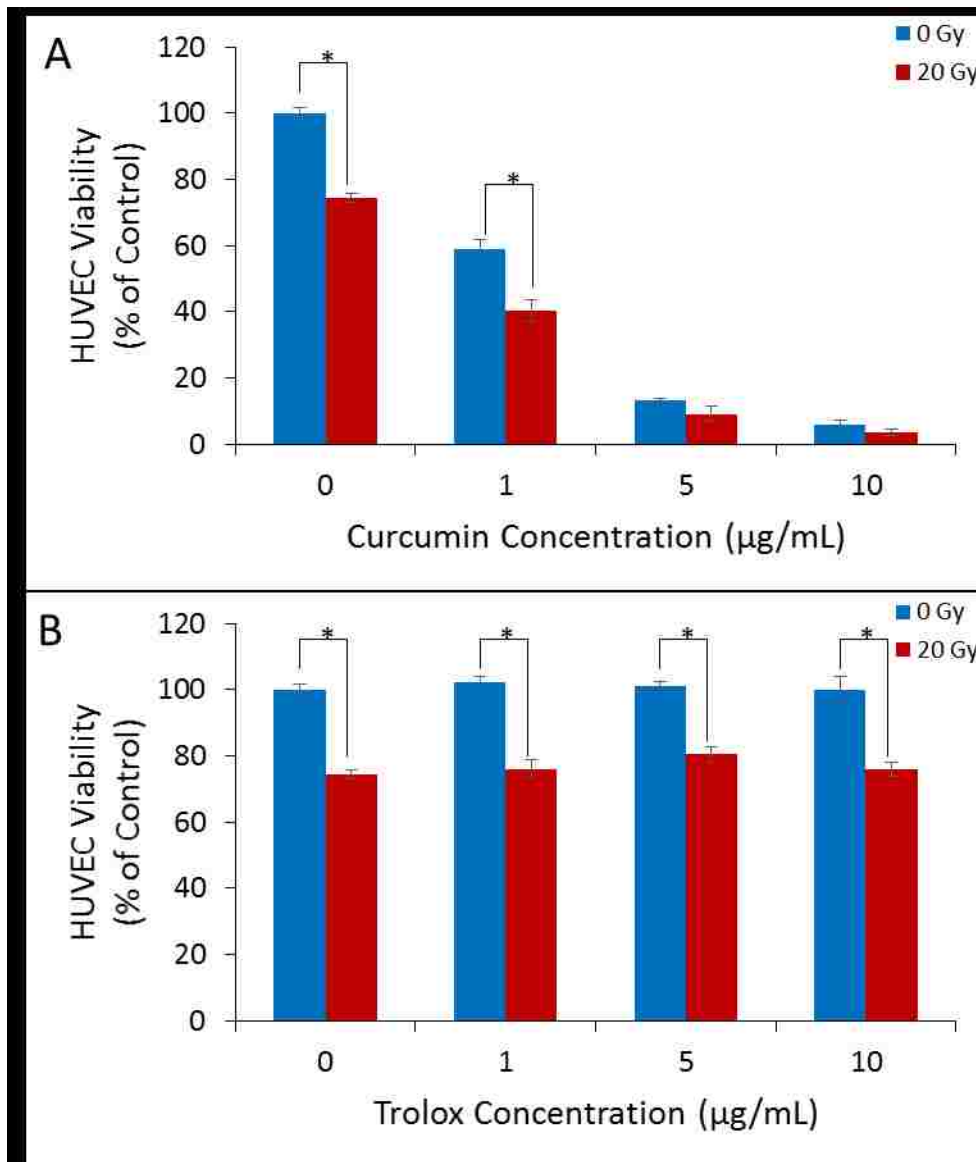 A
120
100
80
60
40
20
0
HUVEC Viability
(% of Control)
0 Gy
20 Gy
*
*
0 1 5 10
Curcumin Concentration (µg/mL)
B
120
100
80
60
40
20
0
HUVEC Viability
(% of Control)
0 Gy
20 Gy
* * * *
0 1 5 10
Trolox Concentration (µg/mL)